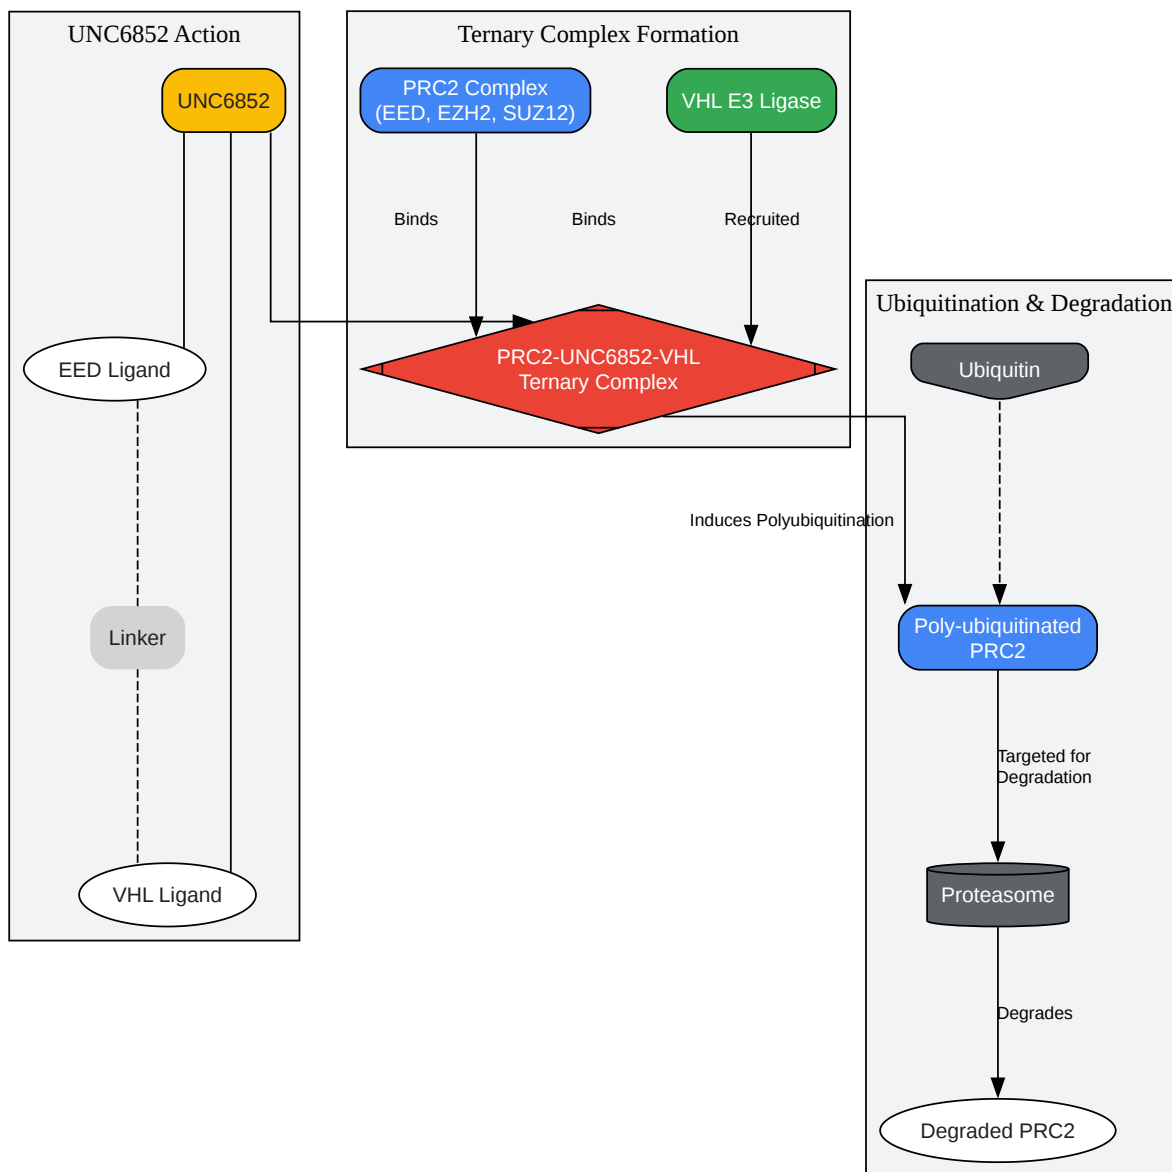 UNC6852 Action
UNC6852
EED Ligand
Linker
VHL Ligand
Ternary Complex Formation
PRC2 Complex
(EED, EZH2, SUZ12)
VHL E3 Ligase
Binds
Binds
Recruited
PRC2-UNC6852-VHL
Ternary Complex
Induces Polyubiquitination
Ubiquitination & Degradation
Ubiquitin
Poly-ubiquitinated
PRC2
Targeted for
Degradation
Proteasome
Degrades
Degraded PRC2